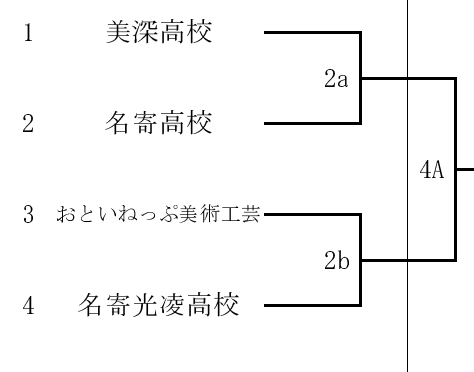 1 美深高校
2a
2 名寄高校
4A
3 おといねっぷ美術工芸
2b
4 名寄光凌高校